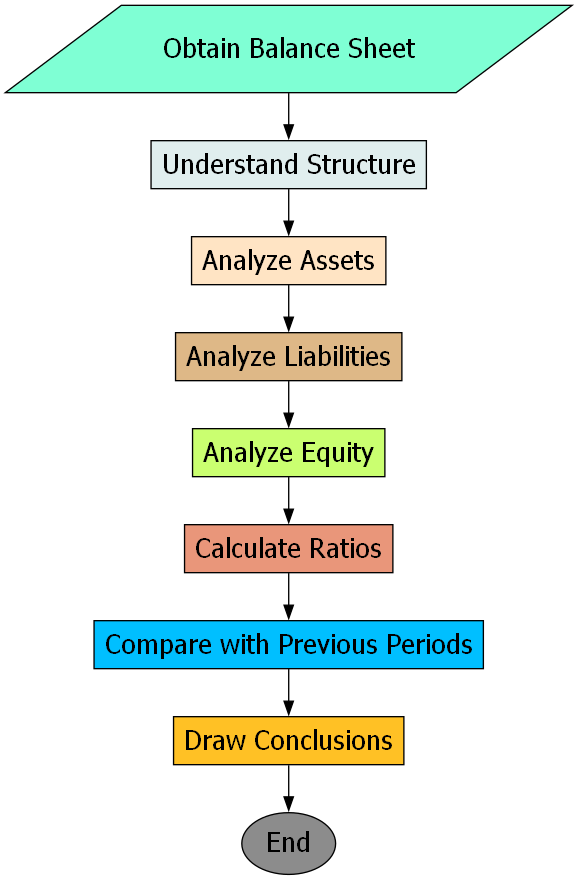 Obtain Balance Sheet
Understand Structure
Analyze Assets
Analyze Liabilities
Analyze Equity
Calculate Ratios
Compare with Previous Periods
Draw Conclusions
End